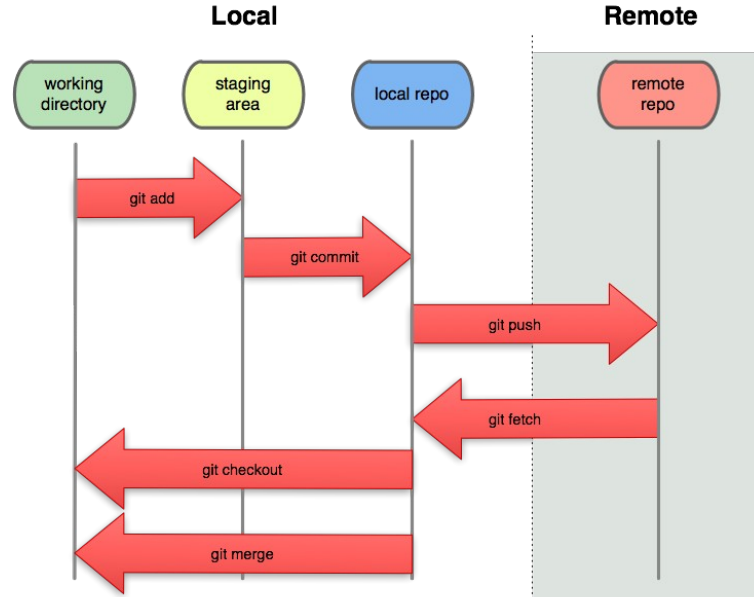 Local
Remote
working
directory
staging
area
local repo
remote
repo
git add
git commit
git push
git fetch
git checkout
git merge